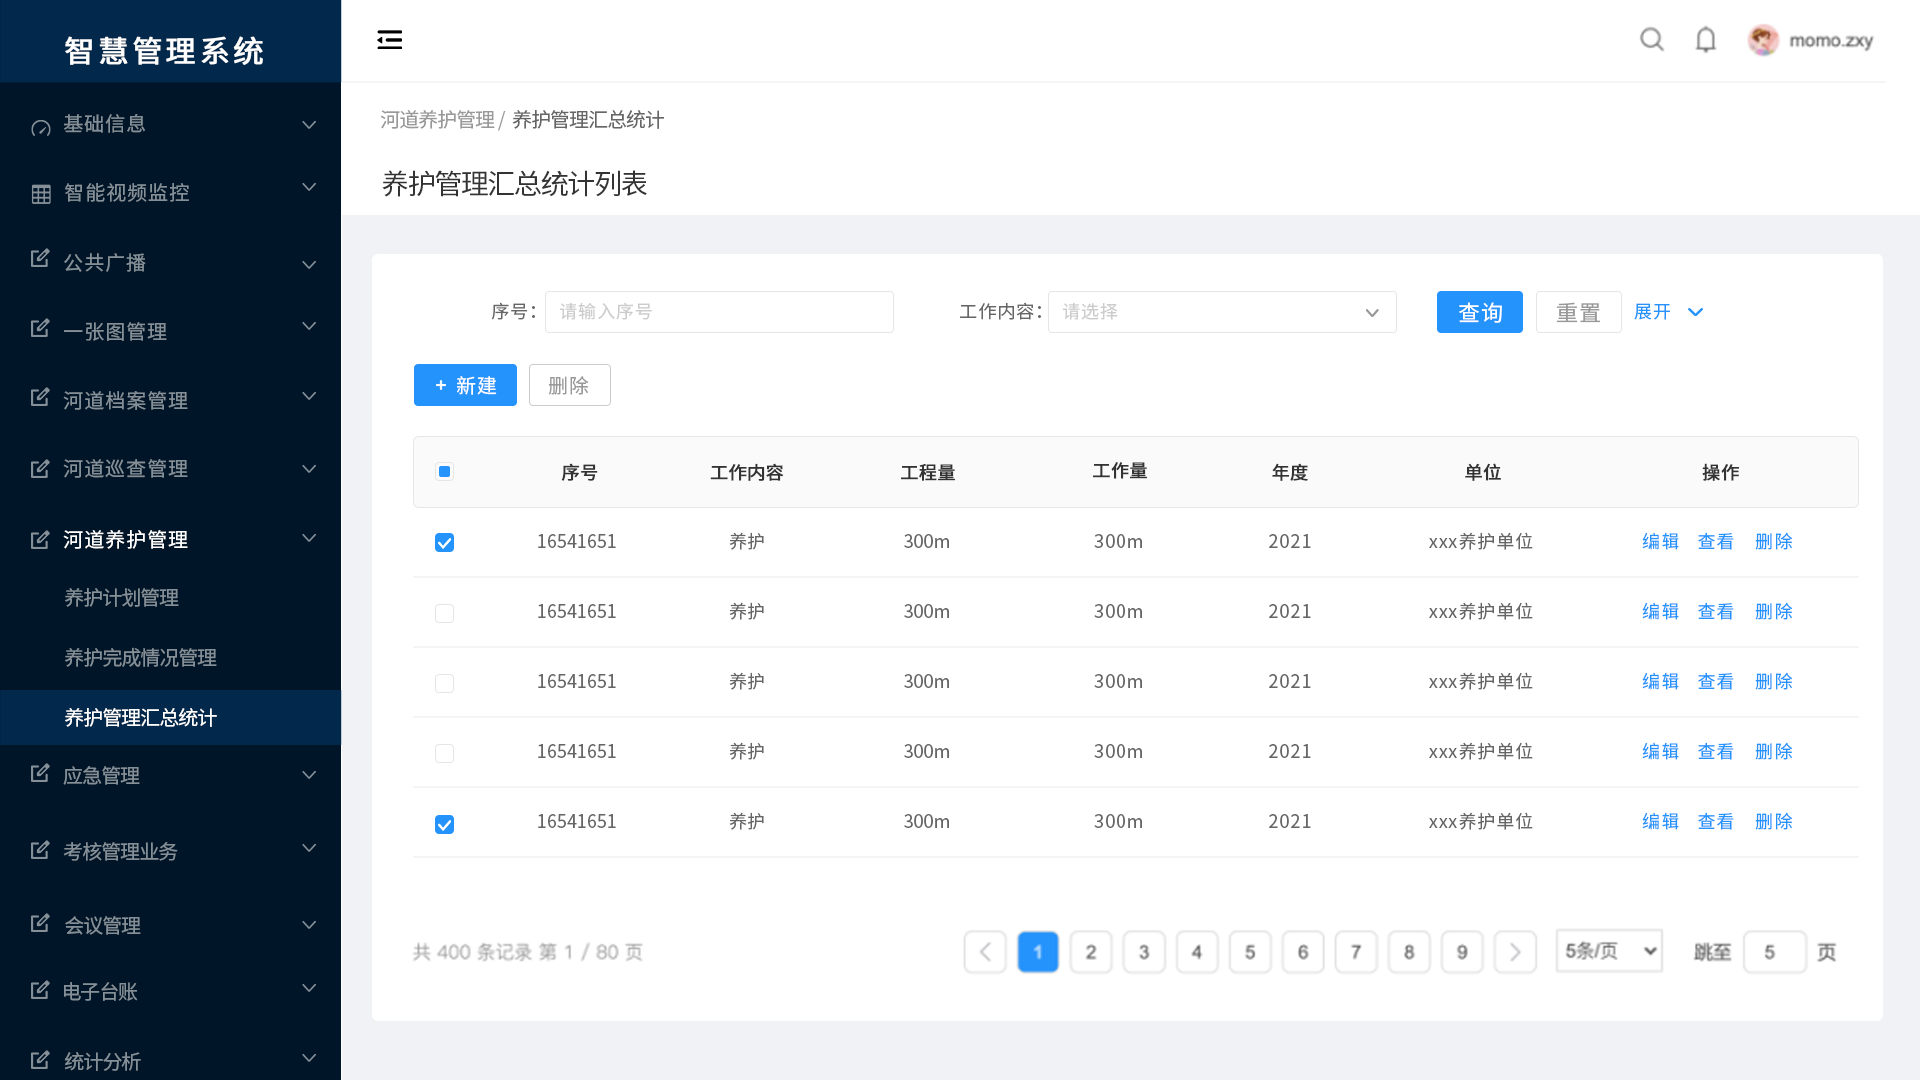 智慧管理系统
基础信息
智能视频监控
公共广播
一张图管理
河道档案管理
河道巡查管理
河道养护管理
养护计划管理
养护完成情况管理
养护管理汇总统计
应急管理
考核管理业务
会议管理
电子台账
统计分析
momo.zxy
河道养护管理 / 养护管理汇总统计
养护管理汇总统计列表
序号： 请输入序号 工作内容： 请选择 查询 重置 展开
+ 新建 删除
序号 工作内容 工程量 工作量 年度 单位 操作
16541651 养护 300m 300m 2021 xxx养护单位 编辑 查看 删除
16541651 养护 300m 300m 2021 xxx养护单位 编辑 查看 删除
16541651 养护 300m 300m 2021 xxx养护单位 编辑 查看 删除
16541651 养护 300m 300m 2021 xxx养护单位 编辑 查看 删除
16541651 养护 300m 300m 2021 xxx养护单位 编辑 查看 删除
共 400 条记录 第 1 / 80 页 1 2 3 4 5 6 7 8 9 5条/页 跳至 5 页